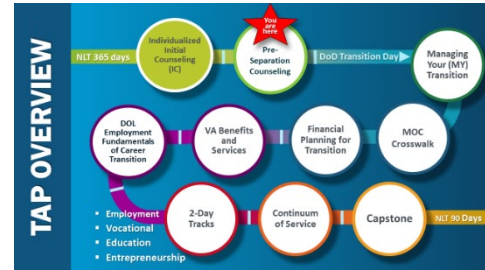 TAP OVERVIEW
NLT 365 days
Individualized
Initial
Counseling
(IC)
You
are
here
Pre-
Separation
Counseling
DoD Transition Day
Managing
Your (MY)
Transition
DOL
Employment
Fundamentals
of Career
Transition
VA Benefits
and
Services
Financial
Planning for
Transition
MOC
Crosswalk
▪ Employment
▪ Vocational
▪ Education
▪ Entrepreneurship
2-Day
Tracks
Continuum
of Service
Capstone
NLT 90 Days